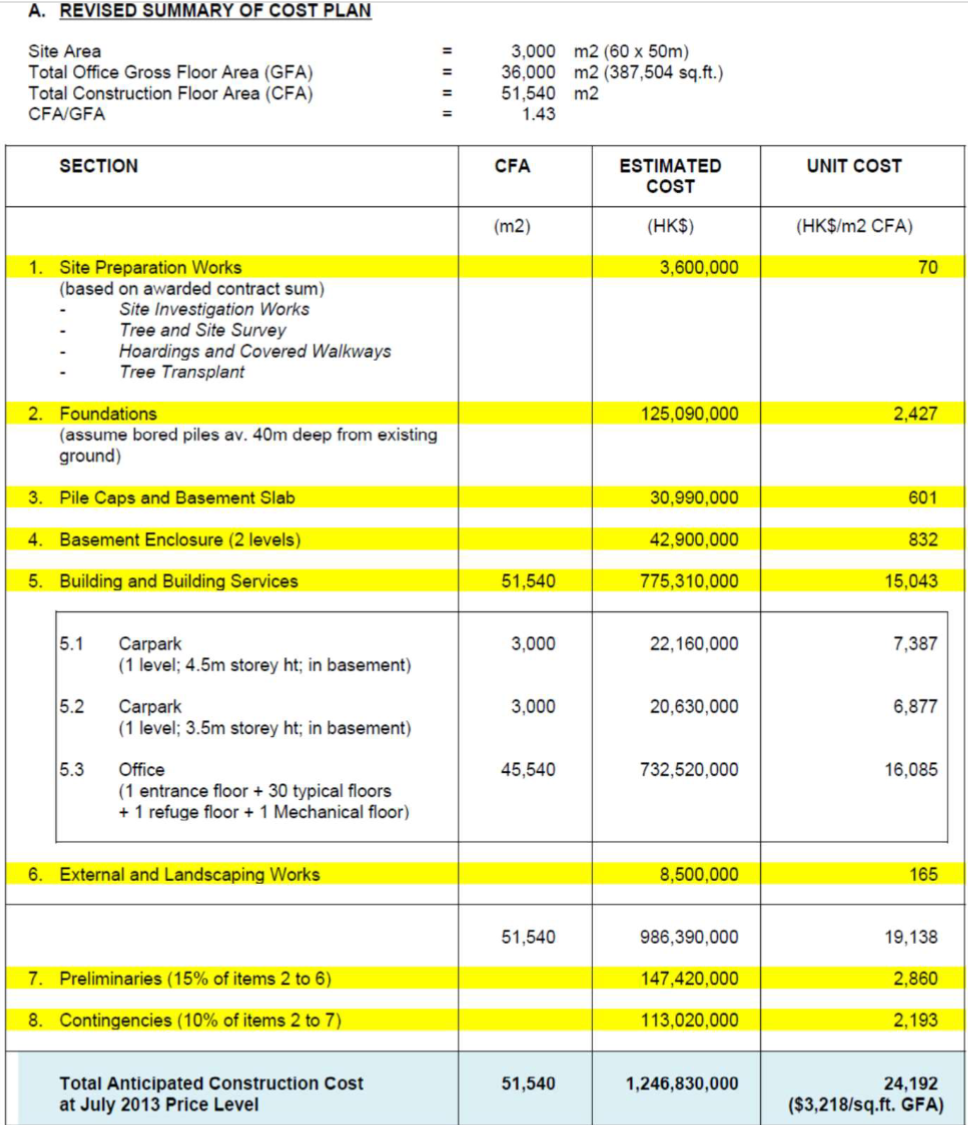 A. REVISED SUMMARY OF COST PLAN
Site Area = 3,000 m2 (60 x 50m)
Total Office Gross Floor Area (GFA) = 36,000 m2 (387,504 sq.ft.)
Total Construction Floor Area (CFA) = 51,540 m2
CFA/GFA = 1.43
SECTION CFA ESTIMATED COST UNIT COST
(m2) (HK$) (HK$/m2 CFA)
1. Site Preparation Works 3,600,000 70
(based on awarded contract sum)
- Site Investigation Works
- Tree and Site Survey
- Hoardings and Covered Walkways
- Tree Transplant
2. Foundations 125,090,000 2,427
(assume bored piles av. 40m deep from existing
ground)
3. Pile Caps and Basement Slab 30,990,000 601
4. Basement Enclosure (2 levels) 42,900,000 832
5. Building and Building Services 51,540 775,310,000 15,043
5.1 Carpark 3,000 22,160,000 7,387
(1 level; 4.5m storey ht; in basement)
5.2 Carpark 3,000 20,630,000 6,877
(1 level; 3.5m storey ht; in basement)
5.3 Office 45,540 732,520,000 16,085
(1 entrance floor + 30 typical floors
+ 1 refuge floor + 1 Mechanical floor)
6. External and Landscaping Works 8,500,000 165
51,540 986,390,000 19,138
7. Preliminaries (15% of items 2 to 6) 147,420,000 2,860
8. Contingencies (10% of items 2 to 7) 113,020,000 2,193
Total Anticipated Construction Cost 51,540 1,246,830,000 24,192
at July 2013 Price Level ($3,218/sq.ft. GFA)